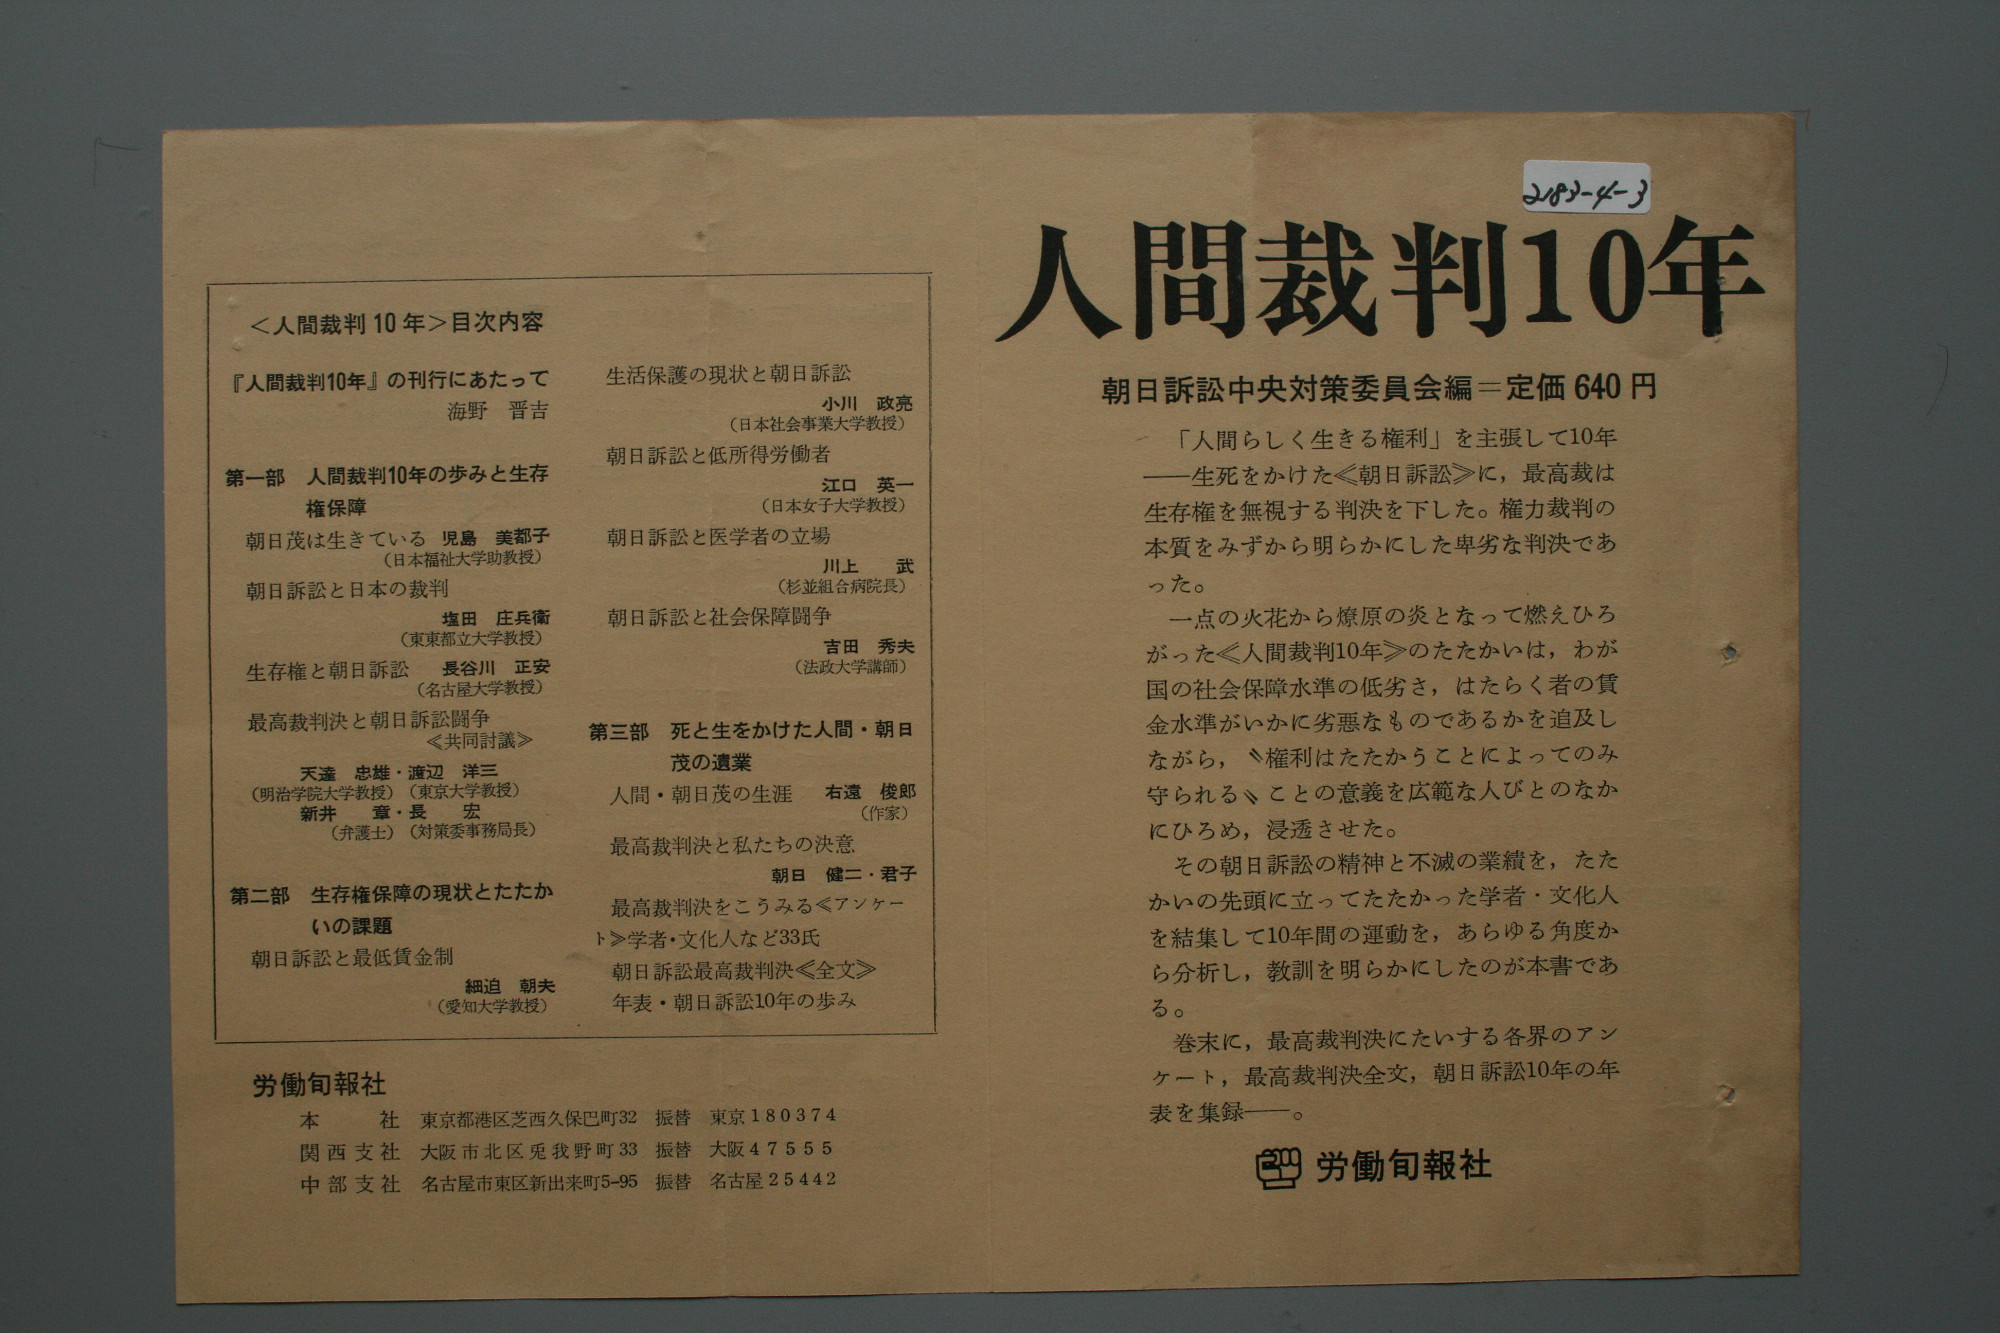 2183-4-3
人間裁判10年
朝日訴訟中央対策委員会編＝定価640円
「人間らしく生きる権利」を主張して10年
――生死をかけた≪朝日訴訟≫に，最高裁は
生存権を無視する判決を下した。権力裁判の
本質をみずから明らかにした卑劣な判決であ
った。
一点の火花から燎原の炎となって燃えひろ
がった≪人間裁判10年≫のたたかいは，わが
国の社会保障水準の低劣さ，はたらく者の賃
金水準がいかに劣悪なものであるかを追及し
ながら，〝権利はたたかうことによってのみ
守られる〟ことの意義を広範な人びとのなか
にひろめ，浸透させた。
その朝日訴訟の精神と不滅の業績を，たた
かいの先頭に立ってたたかった学者・文化人
を結集して10年間の運動を，あらゆる角度か
ら分析し，教訓を明らかにしたのが本書であ
る。
巻末に，最高裁判決にたいする各界のアン
ケート，最高裁判決全文，朝日訴訟10年の年
表を集録――。
労働旬報社
＜人間裁判10年＞目次内容
『人間裁判10年』の刊行にあたって
海野　晋吉
第一部　人間裁判10年の歩みと生存
権保障
朝日茂は生きている　児島　美都子
（日本福祉大学助教授）
朝日訴訟と日本の裁判
塩田　庄兵衛
（東東都立大学教授）
生存権と朝日訴訟　長谷川　正安
（名古屋大学教授）
最高裁判決と朝日訴訟闘争
≪共同討議≫
天達　忠雄・渡辺　洋三
（明治学院大学教授）（東京大学教授）
新井　章・長　宏
（弁護士）（対策委事務局長）
第二部　生存権保障の現状とたたか
いの課題
朝日訴訟と最低賃金制
細迫　朝夫
（愛知大学教授）
生活保護の現状と朝日訴訟
小川　政亮
（日本社会事業大学教授）
朝日訴訟と低所得労働者
江口　英一
（日本女子大学教授）
朝日訴訟と医学者の立場
川上　武
（杉並組合病院長）
朝日訴訟と社会保障闘争
吉田　秀夫
（法政大学講師）
第三部　死と生をかけた人間・朝日
茂の遺業
人間・朝日茂の生涯　右遠　俊郎
（作家）
最高裁判決と私たちの決意
朝日　健二・君子
最高裁判決をこうみる≪アンケー
ト≫学者・文化人など33氏
朝日訴訟最高裁判決≪全文≫
年表・朝日訴訟10年の歩み
労働旬報社
本社　東京都港区芝西久保巴町32　振替　東京180374
関西支社　大阪市北区兎我野町33　振替　大阪47555
中部支社　名古屋市東区新出来町5-95　振替　名古屋25442